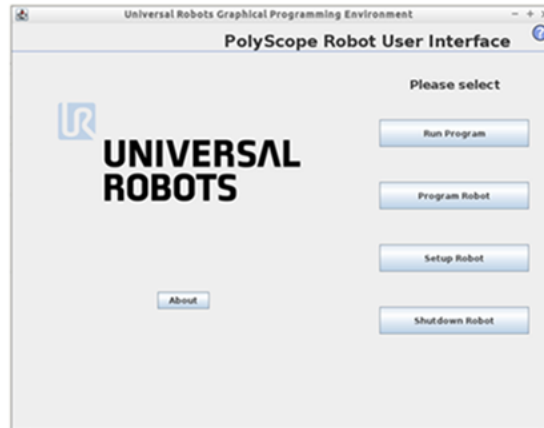 Universal Robots Graphical Programming Environment
PolyScope Robot User Interface
?
Please select
UR
UNIVERSAL
ROBOTS
Run Program
Program Robot
Setup Robot
About
Shutdown Robot